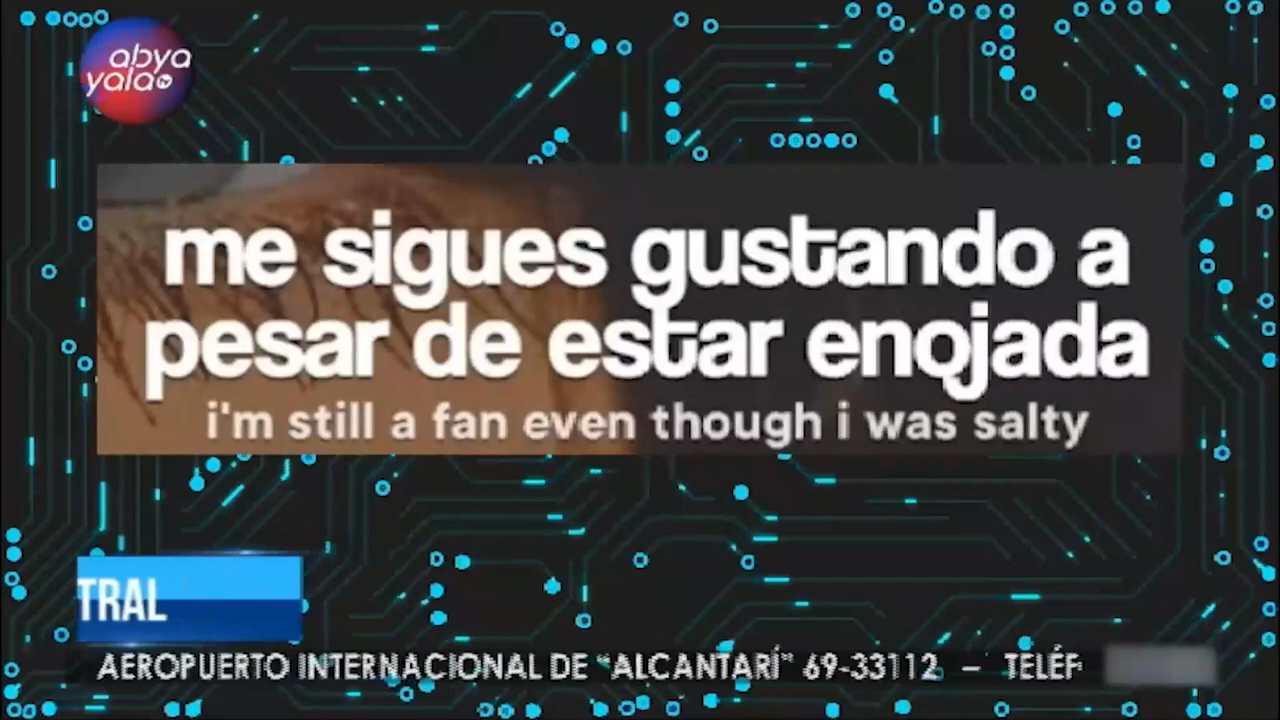 abya
yala tv
me sigues gustando a
pesar de estar enojada
i'm still a fan even though i was salty
TRAL
AEROPUERTO INTERNACIONAL DE "ALCANTARÍ" 69-33112 – TELÉF